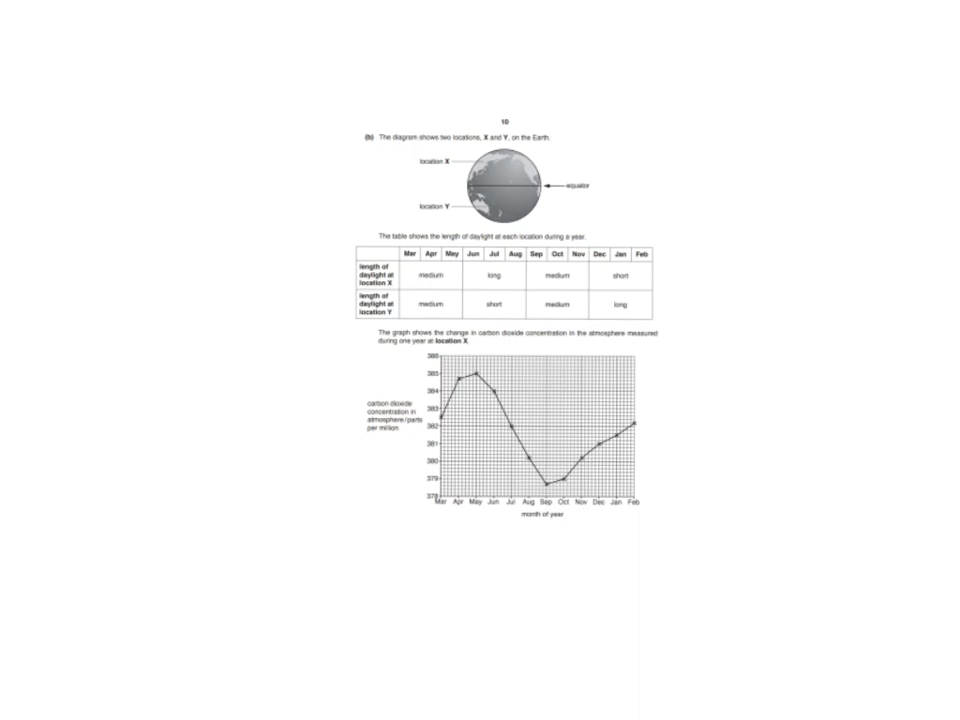 10
(b) The diagram shows two locations, X and Y, on the Earth.
location X
equator
location Y
The table shows the length of daylight at each location during a year.
Mar Apr May Jun Jul Aug Sep Oct Nov Dec Jan Feb
length of
daylight at
location X
medium long medium short
length of
daylight at
location Y
medium short medium long
The graph shows the change in carbon dioxide concentration in the atmosphere measured
during one year at location X.
386
385
384
383
382
381
380
379
378
carbon dioxide
concentration in
atmosphere / parts
per million
Mar Apr May Jun Jul Aug Sep Oct Nov Dec Jan Feb
month of year